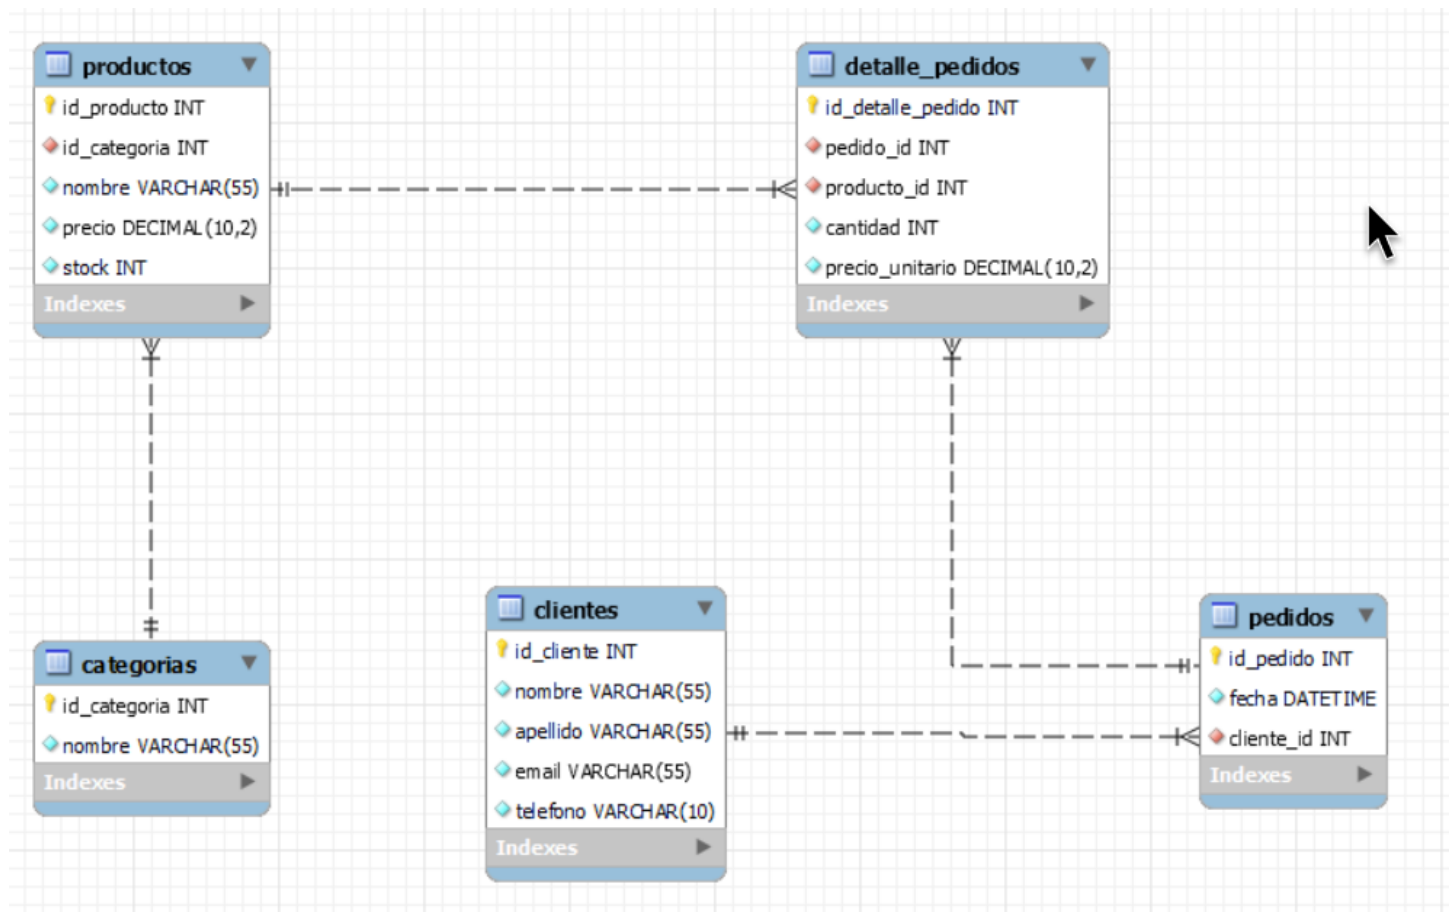 productos
id_producto INT
id_categoria INT
nombre VARCHAR(55)
precio DECIMAL(10,2)
stock INT
Indexes
detalle_pedidos
id_detalle_pedido INT
pedido_id INT
producto_id INT
cantidad INT
precio_unitario DECIMAL(10,2)
Indexes
categorias
id_categoria INT
nombre VARCHAR(55)
Indexes
clientes
id_cliente INT
nombre VARCHAR(55)
apellido VARCHAR(55)
email VARCHAR(55)
telefono VARCHAR(10)
Indexes
pedidos
id_pedido INT
fecha DATETIME
cliente_id INT
Indexes